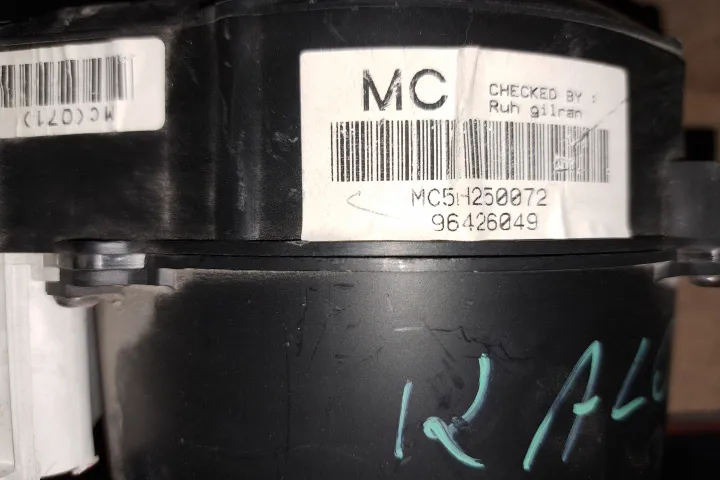 MC(071)
MC
CHECKED BY :
Ruh gilran
MC5H250072
96426049